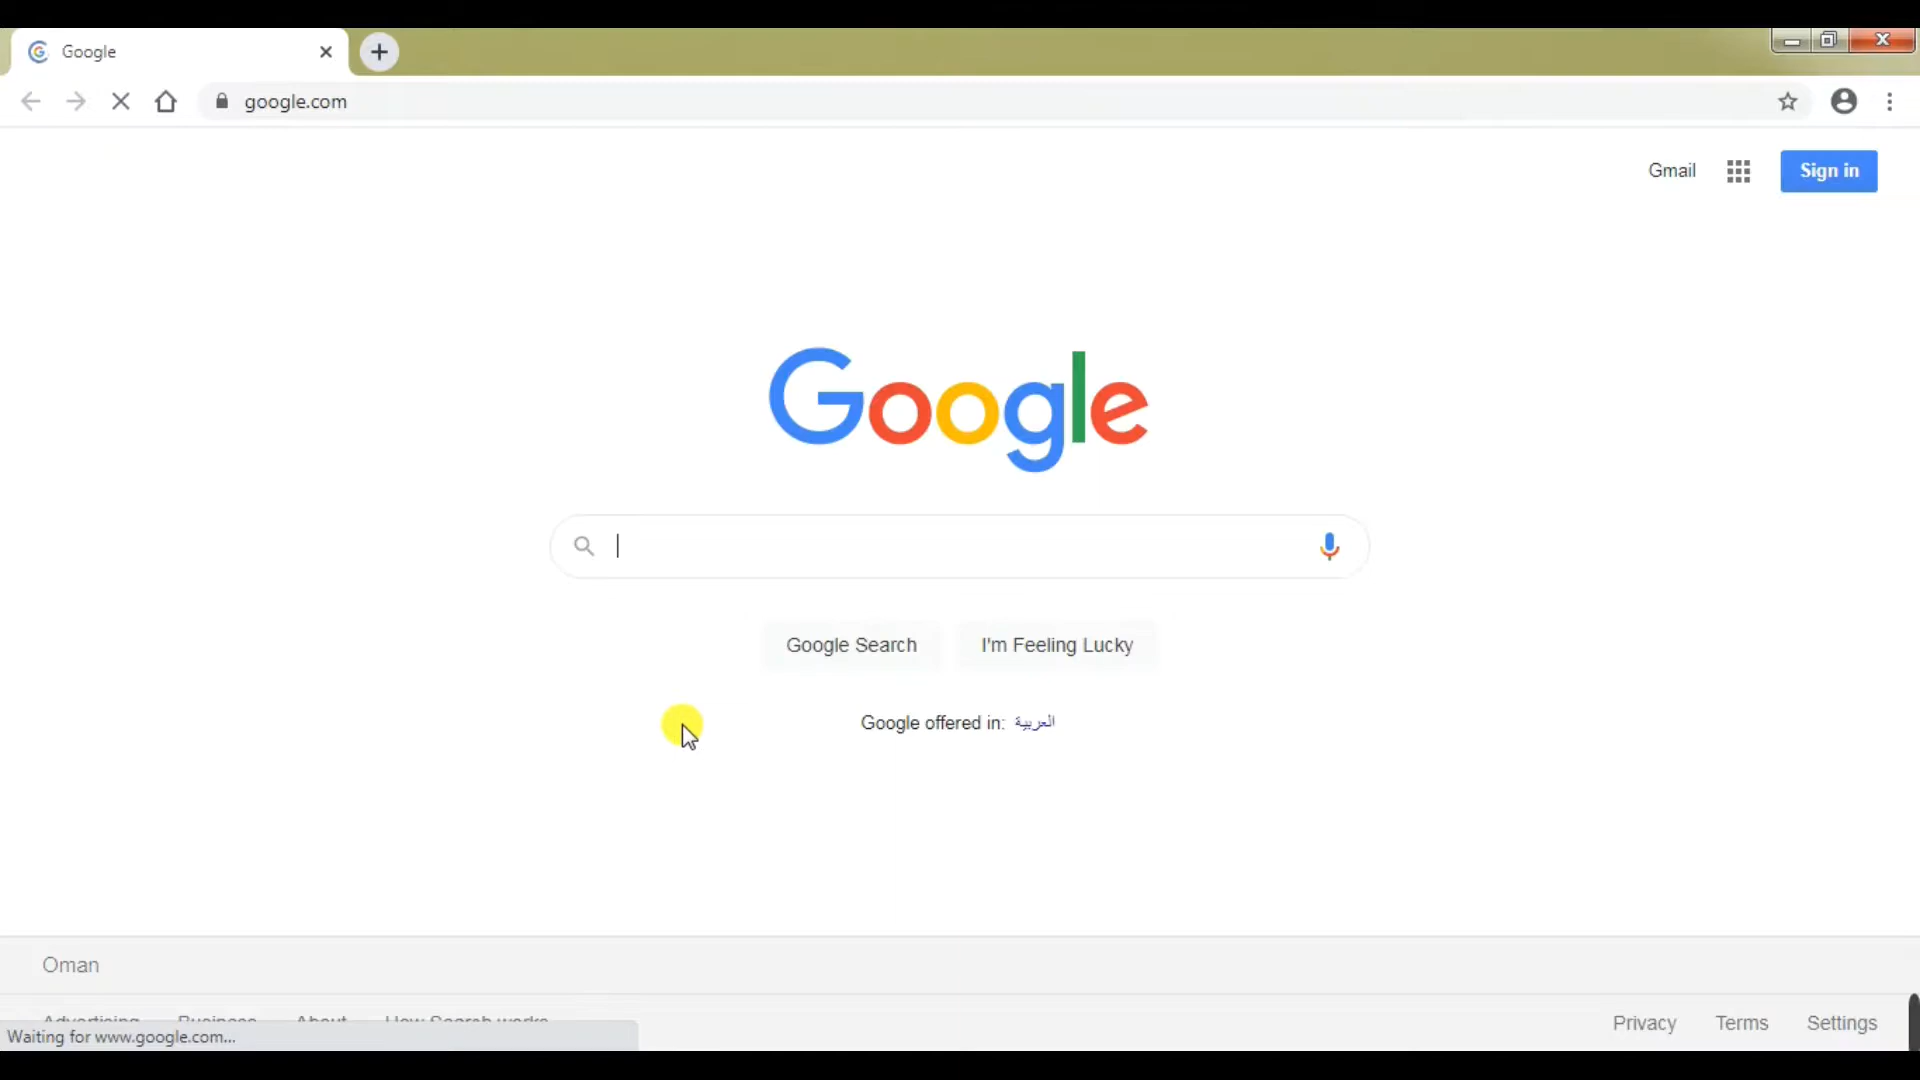 Google
google.com
Gmail
Sign in
Google
Google Search
I'm Feeling Lucky
Google offered in: العربية
Oman
Advertising Business About How Search works
Privacy Terms Settings
Waiting for www.google.com...